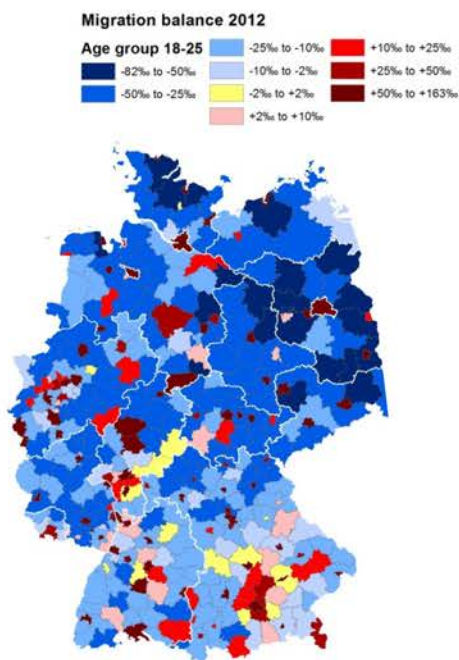 Migration balance 2012
Age group 18-25
-82‰ to -50‰
-50‰ to -25‰
-25‰ to -10‰
-10‰ to -2‰
-2‰ to +2‰
+2‰ to +10‰
+10‰ to +25‰
+25‰ to +50‰
+50‰ to +163‰